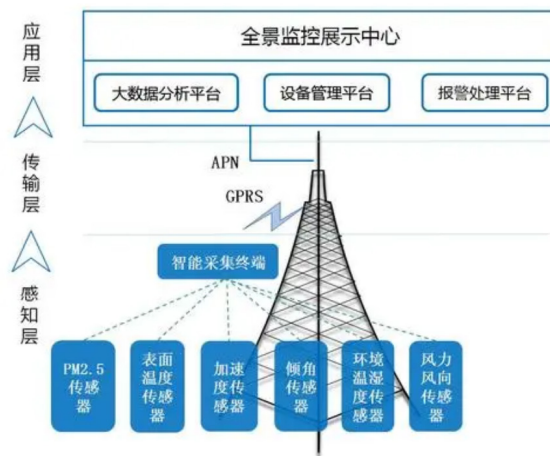 应用层
传输层
感知层
全景监控展示中心
大数据分析平台
设备管理平台
报警处理平台
APN
GPRS
智能采集终端
PM2.5
传感
器
表面
温度
传感
器
加速
度传
感器
倾角
传感
器
环境
温湿
度传
感器
风力
风向
传感
器